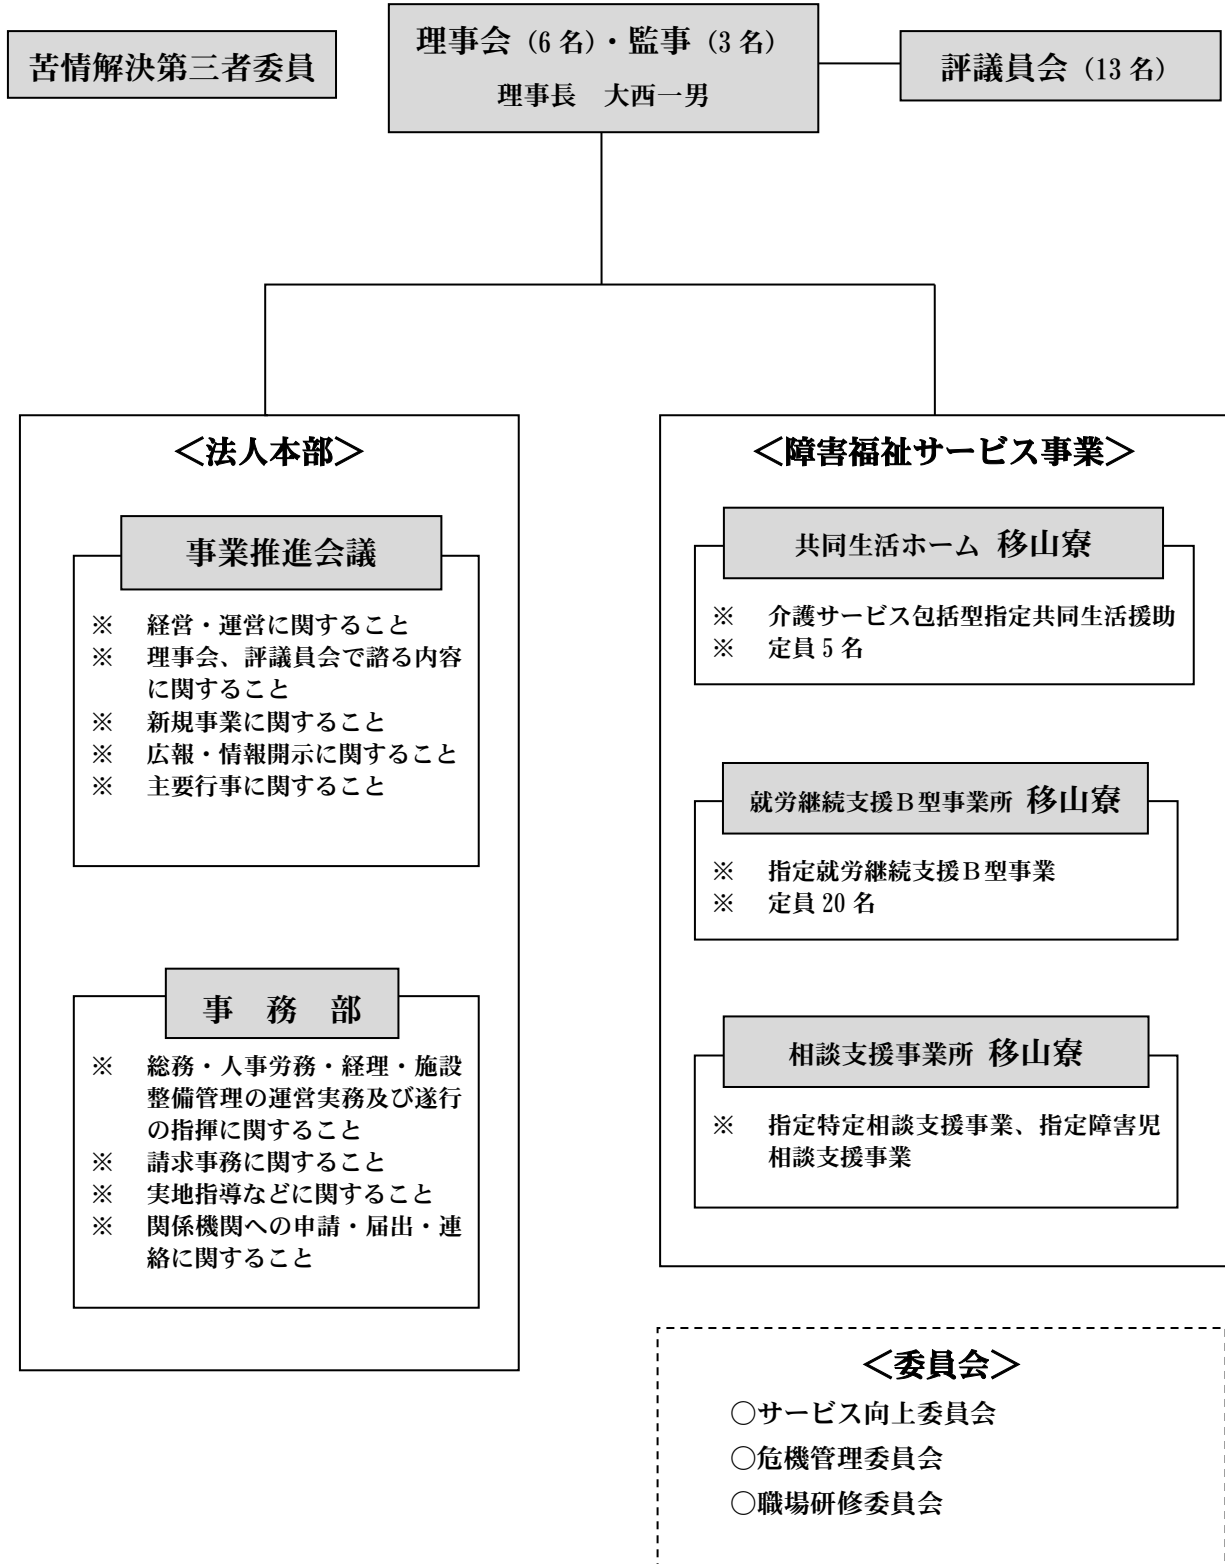 苦情解決第三者委員
理事会（6 名）・監事（3 名）
理事長　大西一男
評議員会（13 名）
＜法人本部＞
事業推進会議
※　経営・運営に関すること
※　理事会、評議員会で諮る内容
に関すること
※　新規事業に関すること
※　広報・情報開示に関すること
※　主要行事に関すること
事　務　部
※　総務・人事労務・経理・施設
整備管理の運営実務及び遂行
の指揮に関すること
※　請求事務に関すること
※　実地指導などに関すること
※　関係機関への申請・届出・連
絡に関すること
＜障害福祉サービス事業＞
共同生活ホーム 移山寮
※　介護サービス包括型指定共同生活援助
※　定員 5 名
就労継続支援Ｂ型事業所 移山寮
※　指定就労継続支援Ｂ型事業
※　定員 20 名
相談支援事業所 移山寮
※　指定特定相談支援事業、指定障害児
相談支援事業
＜委員会＞
○サービス向上委員会
○危機管理委員会
○職場研修委員会